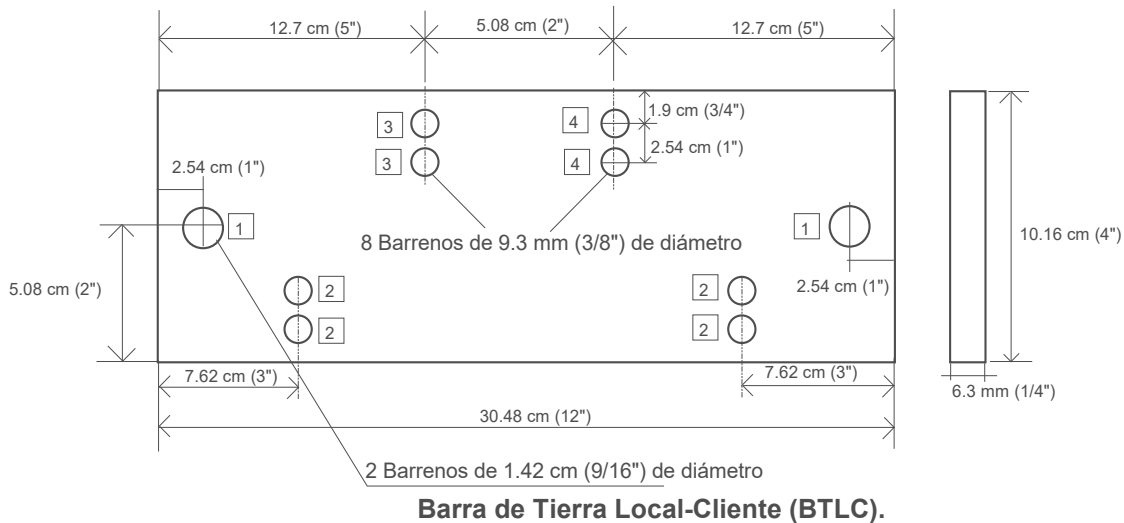 12.7 cm (5")
5.08 cm (2")
12.7 cm (5")
1.9 cm (3/4")
3
4
2.54 cm (1")
3
4
2.54 cm (1")
1
1
8 Barrenos de 9.3 mm (3/8") de diámetro
10.16 cm (4")
5.08 cm (2")
2.54 cm (1")
2
2
2
2
7.62 cm (3")
7.62 cm (3")
6.3 mm (1/4")
30.48 cm (12")
2 Barrenos de 1.42 cm (9/16") de diámetro
Barra de Tierra Local-Cliente (BTLC).